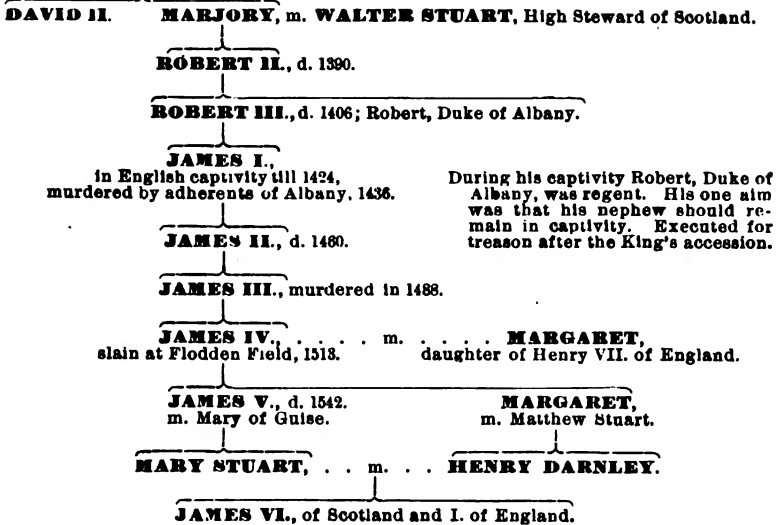 DAVID II. MARJORY, m. WALTER STUART, High Steward of Scotland.
ROBERT II., d. 1390.
ROBERT III., d. 1406; Robert, Duke of Albany.
JAMES I.,
in English captivity till 1424,
murdered by adherents of Albany, 1436.
During his captivity Robert, Duke of
Albany, was regent. His one aim
was that his nephew should re-
main in captivity. Executed for
treason after the King's accession.
JAMES II., d. 1460.
JAMES III., murdered in 1488.
JAMES IV., . . . . m. . . . . . MARGARET,
slain at Flodden Field, 1513. daughter of Henry VII. of England.
JAMES V., d. 1542. MARGARET,
m. Mary of Guise. m. Matthew Stuart.
MARY STUART, . . m. . . . HENRY DARNLEY.
JAMES VI., of Scotland and I. of England.